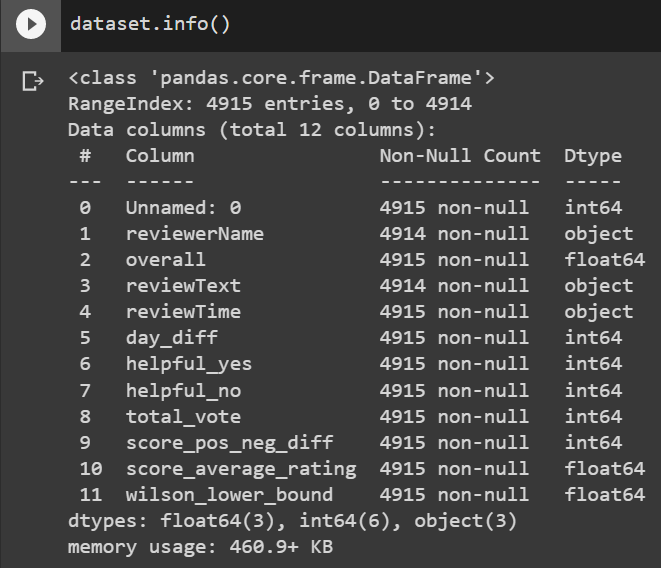 dataset.info()
<class 'pandas.core.frame.DataFrame'>
RangeIndex: 4915 entries, 0 to 4914
Data columns (total 12 columns):
 #   Column              Non-Null Count  Dtype
---  ------              --------------  -----
 0   Unnamed: 0          4915 non-null   int64
 1   reviewerName        4914 non-null   object
 2   overall             4915 non-null   float64
 3   reviewText          4914 non-null   object
 4   reviewTime          4915 non-null   object
 5   day_diff            4915 non-null   int64
 6   helpful_yes         4915 non-null   int64
 7   helpful_no          4915 non-null   int64
 8   total_vote          4915 non-null   int64
 9   score_pos_neg_diff  4915 non-null   int64
 10  score_average_rating  4915 non-null   float64
 11  wilson_lower_bound  4915 non-null   float64
dtypes: float64(3), int64(6), object(3)
memory usage: 460.9+ KB